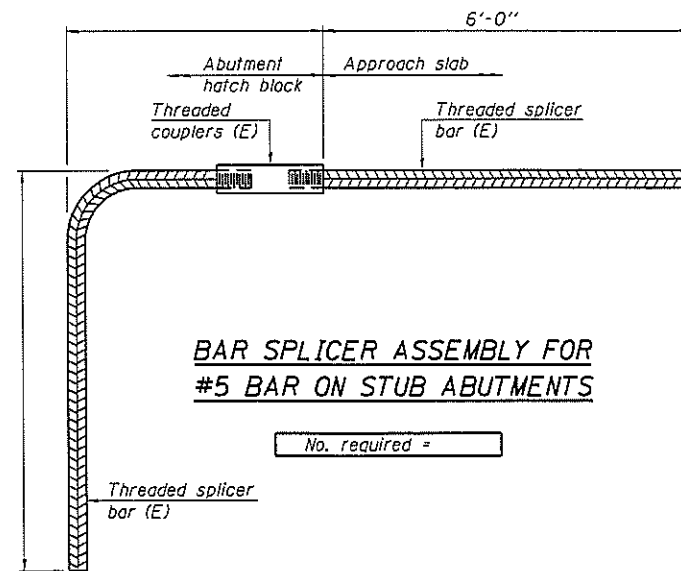 6'-0"
Abutment
hatch block
Approach slab
Threaded
couplers (E)
Threaded splicer
bar (E)
BAR SPLICER ASSEMBLY FOR
#5 BAR ON STUB ABUTMENTS
No. required =
Threaded splicer
bar (E)